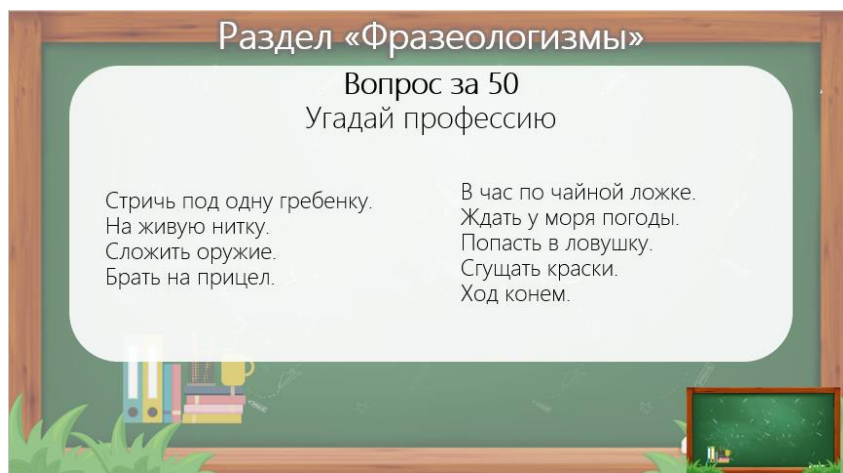 Раздел «Фразеологизмы»
Вопрос за 50
Угадай профессию
Стричь под одну гребенку.
На живую нитку.
Сложить оружие.
Брать на прицел.
В час по чайной ложке.
Ждать у моря погоды.
Попасть в ловушку.
Сгущать краски.
Ход конем.